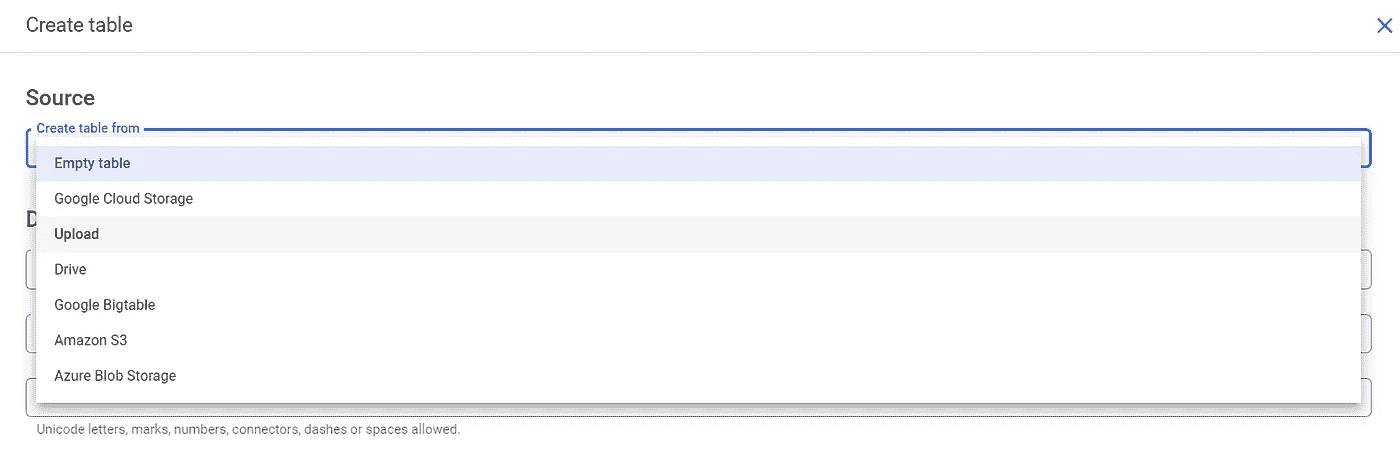 Create table
Source
Create table from
Empty table
Google Cloud Storage
Upload
Drive
Google Bigtable
Amazon S3
Azure Blob Storage
Unicode letters, marks, numbers, connectors, dashes or spaces allowed.